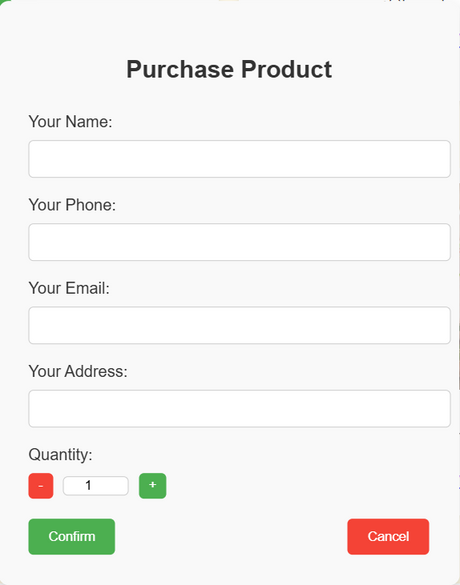 Purchase Product
Your Name:
Your Phone:
Your Email:
Your Address:
Quantity:
- 1 +
Confirm Cancel